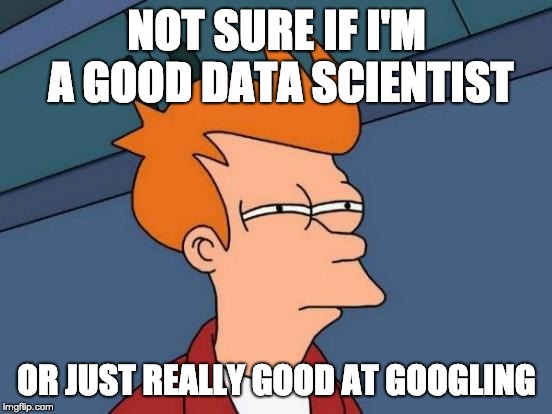 NOT SURE IF I'M
A GOOD DATA SCIENTIST
OR JUST REALLY GOOD AT GOOGLING
imgflip.com